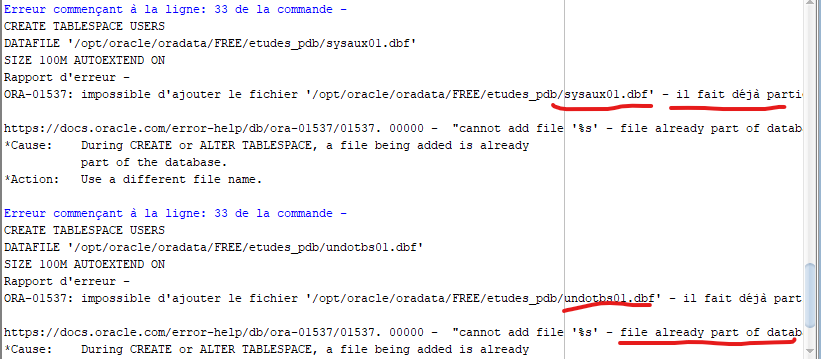 Erreur commençant à la ligne: 33 de la commande -
CREATE TABLESPACE USERS
DATAFILE '/opt/oracle/oradata/FREE/etudes_pdb/sysaux01.dbf'
SIZE 100M AUTOEXTEND ON
Rapport d'erreur -
ORA-01537: impossible d'ajouter le fichier '/opt/oracle/oradata/FREE/etudes_pdb/sysaux01.dbf' - il fait déjà parti
https://docs.oracle.com/error-help/db/ora-01537/01537. 00000 -  "cannot add file '%s' - file already part of datab
*Cause:    During CREATE or ALTER TABLESPACE, a file being added is already
           part of the database.
*Action:   Use a different file name.
Erreur commençant à la ligne: 33 de la commande -
CREATE TABLESPACE USERS
DATAFILE '/opt/oracle/oradata/FREE/etudes_pdb/undotbs01.dbf'
SIZE 100M AUTOEXTEND ON
Rapport d'erreur -
ORA-01537: impossible d'ajouter le fichier '/opt/oracle/oradata/FREE/etudes_pdb/undotbs01.dbf' - il fait déjà part
https://docs.oracle.com/error-help/db/ora-01537/01537. 00000 -  "cannot add file '%s' - file already part of datab
*Cause:    During CREATE or ALTER TABLESPACE, a file being added is already